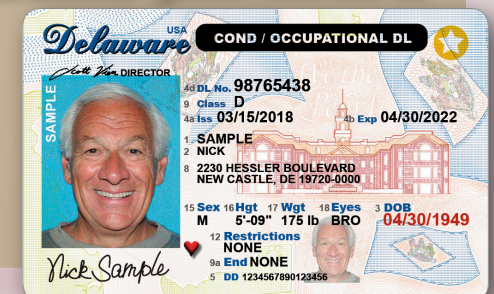 Delaware USA
COND / OCCUPATIONAL DL
DIRECTOR
SAMPLE
4d DL No. 98765438
9 Class D
4a Iss 03/15/2018 4b Exp 04/30/2022
1 SAMPLE
2 NICK
8 2230 HESSLER BOULEVARD
NEW CASTLE, DE 19720-0000
15 Sex 16 Hgt 17 Wgt 18 Eyes 3 DOB
M 5'-09" 175 lb BRO 04/30/1949
12 Restrictions
NONE
9a End NONE
5 DD 1234567890123456
Nick Sample